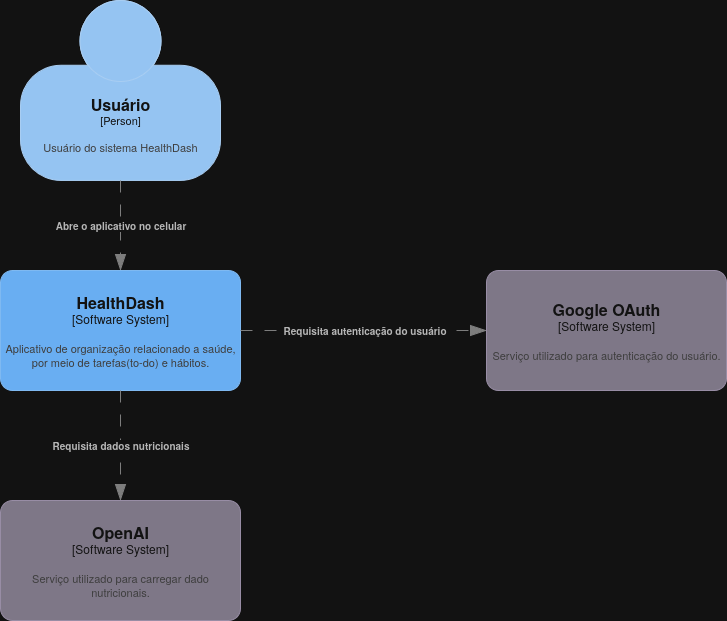 Usuário
[Person]
Usuário do sistema HealthDash
Abre o aplicativo no celular
HealthDash
[Software System]
Aplicativo de organização relacionado a saúde,
por meio de tarefas(to-do) e hábitos.
Requisita autenticação do usuário
Google OAuth
[Software System]
Serviço utilizado para autenticação do usuário.
Requisita dados nutricionais
OpenAI
[Software System]
Serviço utilizado para carregar dado
nutricionais.